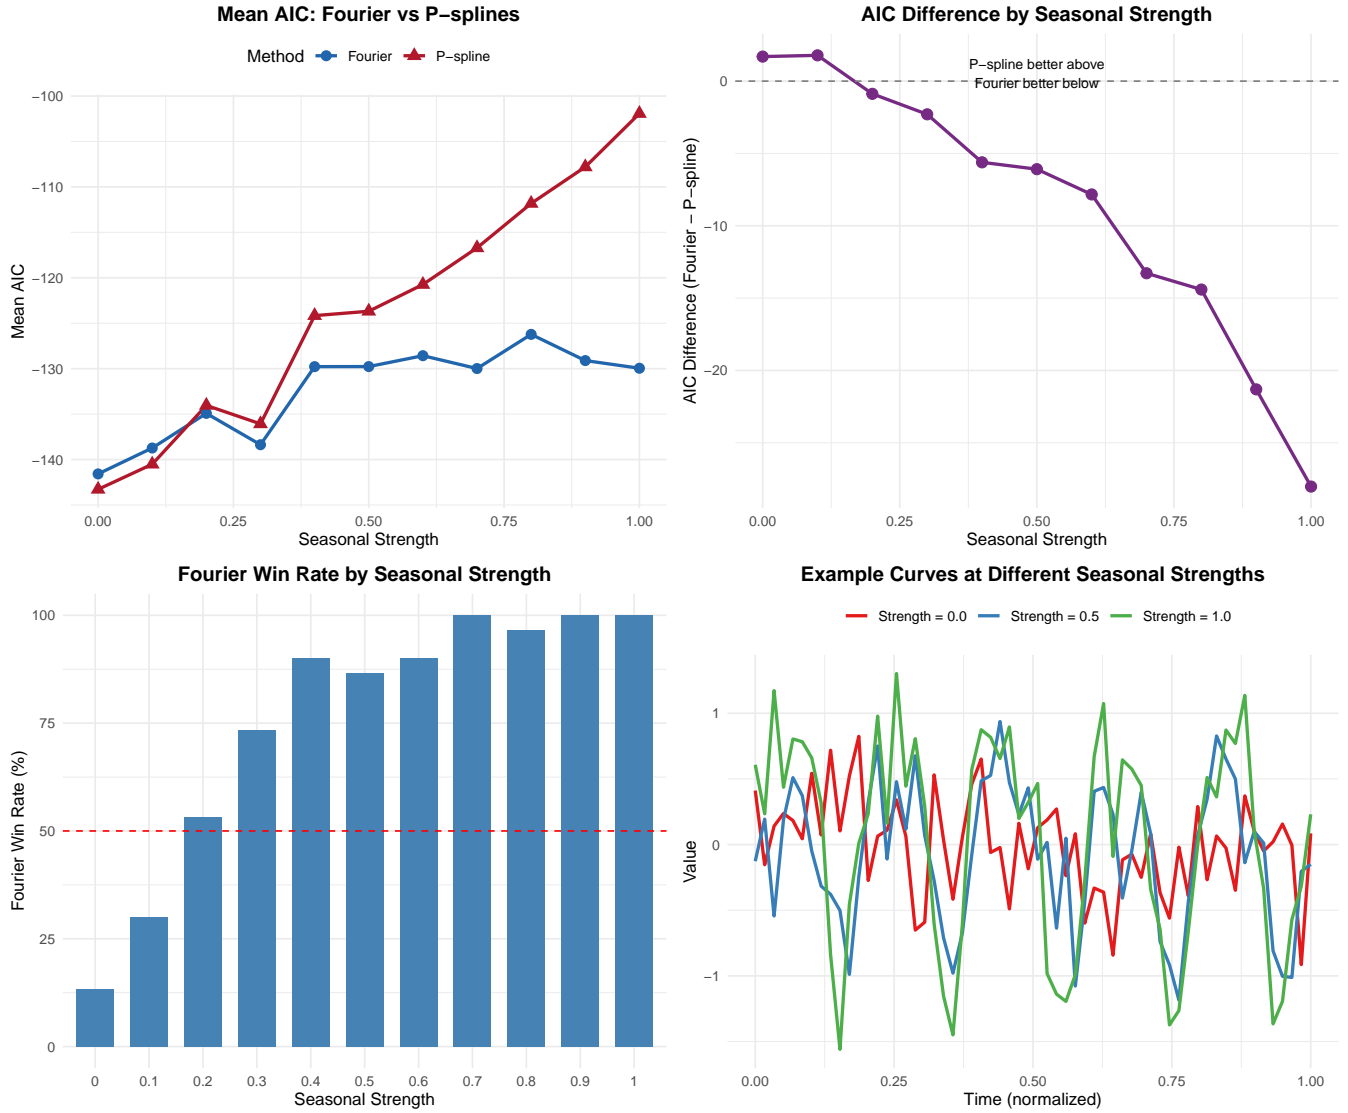 Mean AIC: Fourier vs P−splines
Method Fourier P−spline
Mean AIC
−100
−110
−120
−130
−140
0.00 0.25 0.50 0.75 1.00
Seasonal Strength
AIC Difference by Seasonal Strength
P−spline better above
Fourier better below
AIC Difference (Fourier − P−spline)
0
−10
−20
0.00 0.25 0.50 0.75 1.00
Seasonal Strength
Fourier Win Rate by Seasonal Strength
Fourier Win Rate (%)
100
75
50
25
0
0 0.1 0.2 0.3 0.4 0.5 0.6 0.7 0.8 0.9 1
Seasonal Strength
Example Curves at Different Seasonal Strengths
Strength = 0.0 Strength = 0.5 Strength = 1.0
Value
1
0
−1
0.00 0.25 0.50 0.75 1.00
Time (normalized)